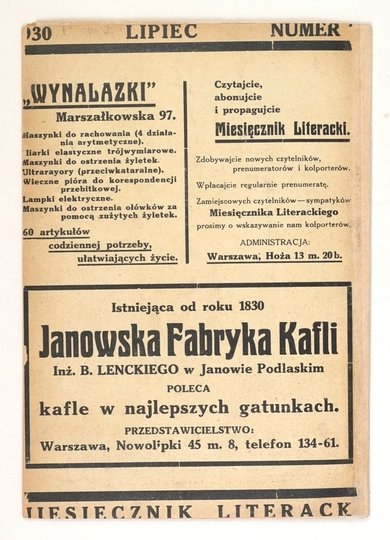 930 LIPIEC NUMER
„WYNALAZKI"
Marszałkowska 97.
Maszynki do rachowania (4 działa-
nia arytmetyczne).
Miarki elastyczne trójwymiarowe.
Maszynki do ostrzenia żyletek.
Ultrarayory (przeciwkataralne).
Wieczne pióra do korespondencji
przebitkowej.
Lampki elektryczne.
Maszynki do ostrzenia ołówków za
pomocą zużytych żyletek.
60 artykułów
codziennej potrzeby,
ułatwiających życie.
Czytajcie,
abonujcie
i propagujcie
Miesięcznik Literacki.
Zdobywajcie nowych czytelników,
prenumeratorów i kolporterów.
Wpłacajcie regularnie prenumeratę.
Zamiejscowych czytelników — sympatyków
Miesięcznika Literackiego
prosimy o wskazywanie nam kolporterów.
ADMINISTRACJA:
Warszawa, Hoża 13 m. 20b.
Istniejąca od roku 1830
Janowska Fabryka Kafli
Inż. B. LENCKIEGO w Janowie Podlaskim
POLECA
kafle w najlepszych gatunkach.
PRZEDSTAWICIELSTWO:
Warszawa, Nowolipki 45 m. 8, telefon 134-61.
MIESIĘCZNIK LITERACK